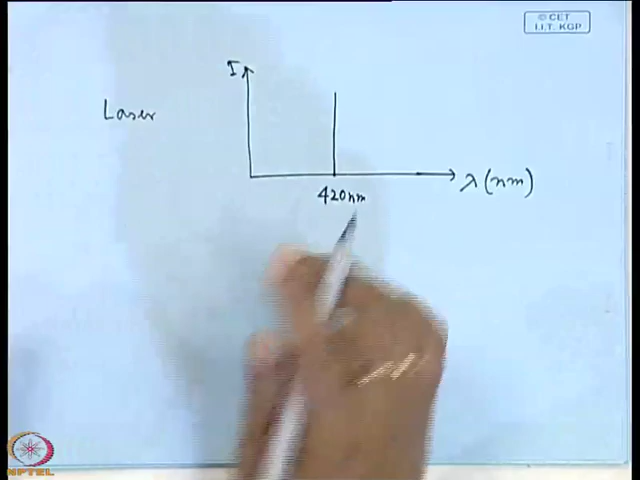 © CET
I.I.T. KGP
I
Laser
λ (nm)
420nm
NPTEL